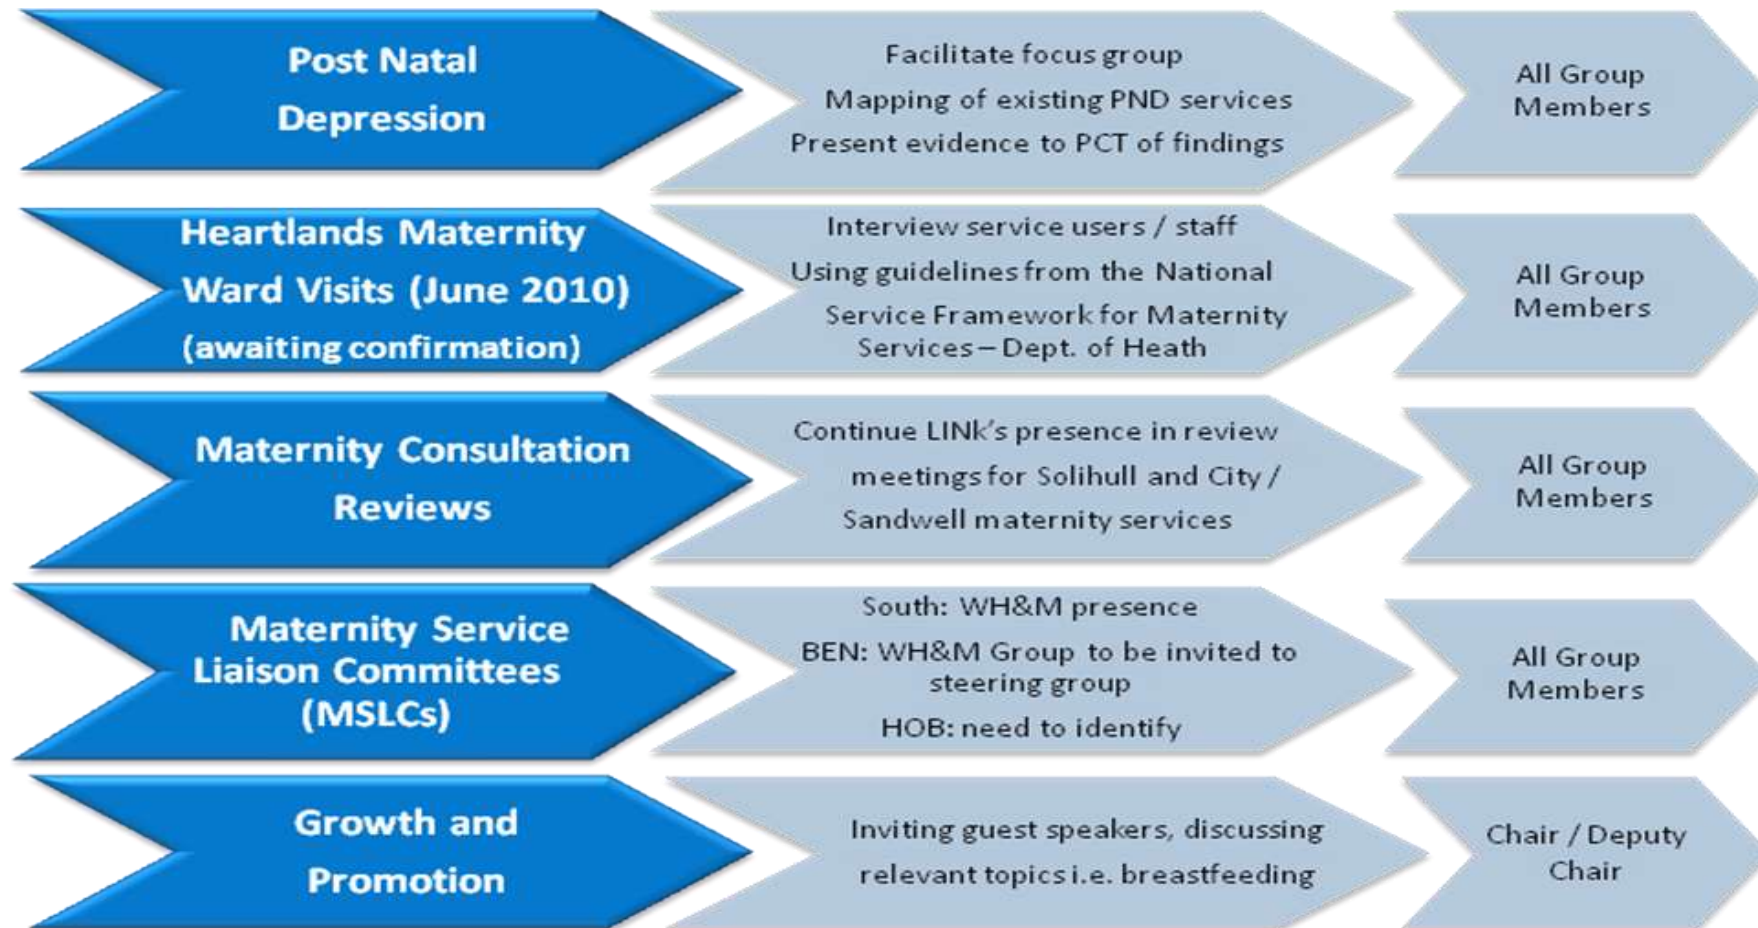 Post Natal
Depression
Facilitate focus group
Mapping of existing PND services
Present evidence to PCT of findings
All Group
Members
Heartlands Maternity
Ward Visits (June 2010)
(awaiting confirmation)
Interview service users / staff
Using guidelines from the National
Service Framework for Maternity
Services – Dept. of Heath
All Group
Members
Maternity Consultation
Reviews
Continue LINk’s presence in review
meetings for Solihull and City /
Sandwell maternity services
All Group
Members
Maternity Service
Liaison Committees
(MSLCs)
South: WH&M presence
BEN: WH&M Group to be invited to
steering group
HOB: need to identify
All Group
Members
Growth and
Promotion
Inviting guest speakers, discussing
relevant topics i.e. breastfeeding
Chair / Deputy
Chair